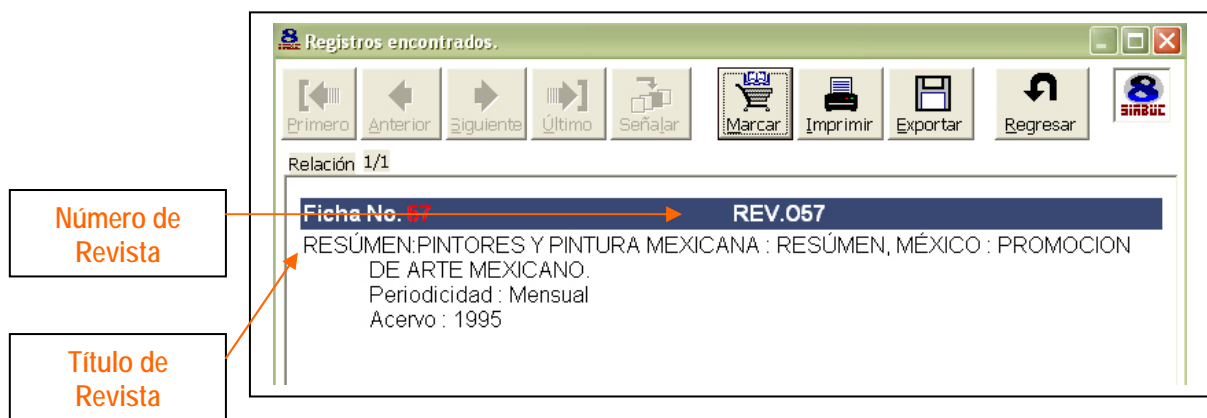 Registros encontrados.
Primero Anterior Siguiente Último Señalar Marcar Imprimir Exportar Regresar
8
SIABUC
Relación 1/1
Número de
Revista
Ficha No. 57 REV.057
RESÚMEN:PINTORES Y PINTURA MEXICANA : RESÚMEN, MÉXICO : PROMOCION
DE ARTE MEXICANO.
Periodicidad : Mensual
Acervo : 1995
Título de
Revista